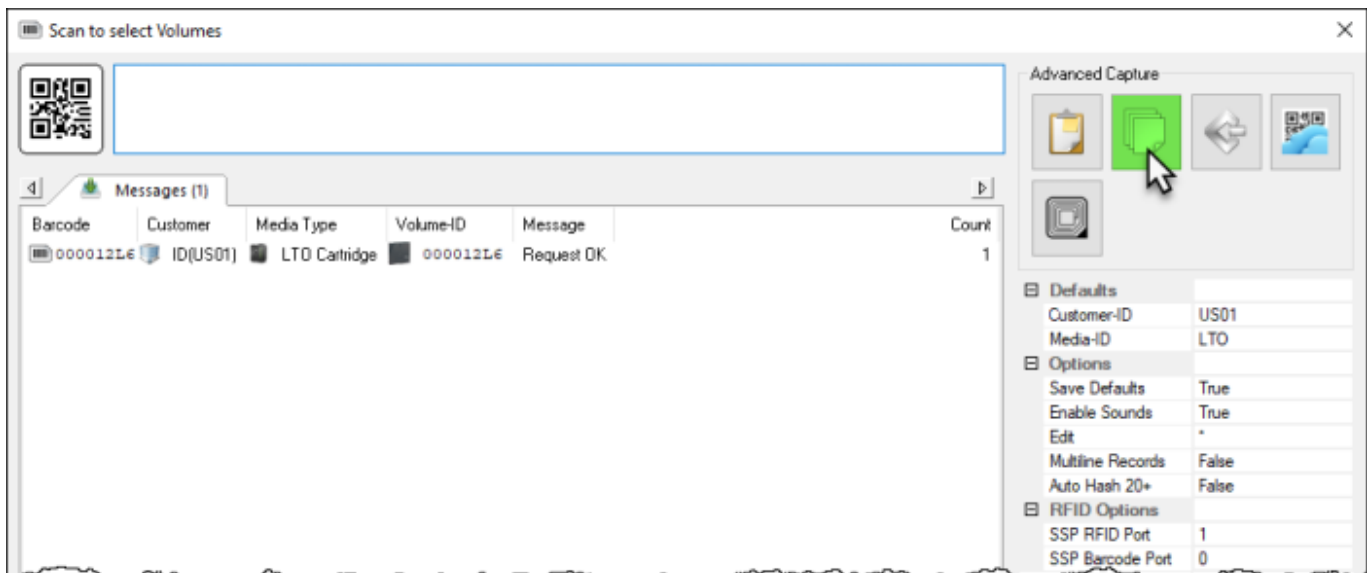 Scan to select Volumes
Advanced Capture
Messages (1)
Barcode Customer Media Type Volume-ID Message Count
000012L6 ID(US01) LTO Cartridge 000012L6 Request OK 1
Defaults
Customer-ID US01
Media-ID LTO
Options
Save Defaults True
Enable Sounds True
Edit *
Multiline Records False
Auto Hash 20+ False
RFID Options
SSP RFID Port 1
SSP Barcode Port 0